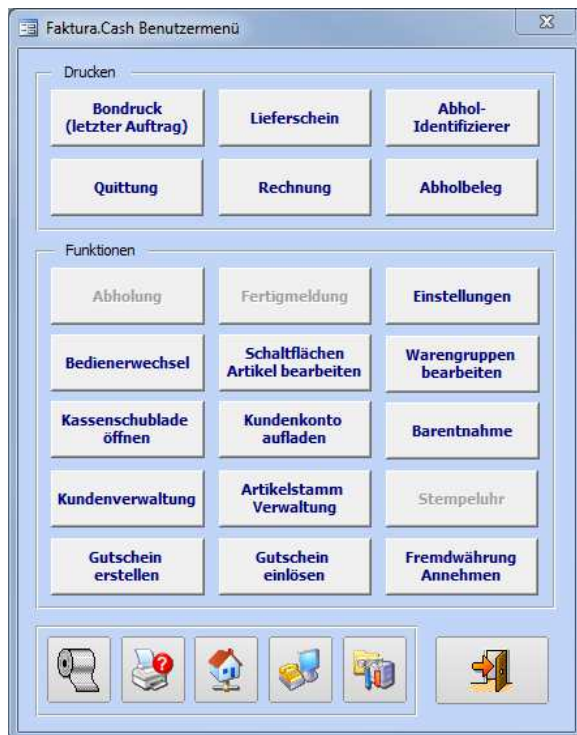 Faktura.Cash Benutzermenü
Drucken
Bondruck
(letzter Auftrag)
Lieferschein
Abhol-
Identifizierer
Quittung
Rechnung
Abholbeleg
Funktionen
Abholung
Fertigmeldung
Einstellungen
Bedienerwechsel
Schaltflächen
Artikel bearbeiten
Warengruppen
bearbeiten
Kassenschublade
öffnen
Kundenkonto
aufladen
Barentnahme
Kundenverwaltung
Artikelstamm
Verwaltung
Stempeluhr
Gutschein
erstellen
Gutschein
einlösen
Fremdwährung
Annehmen